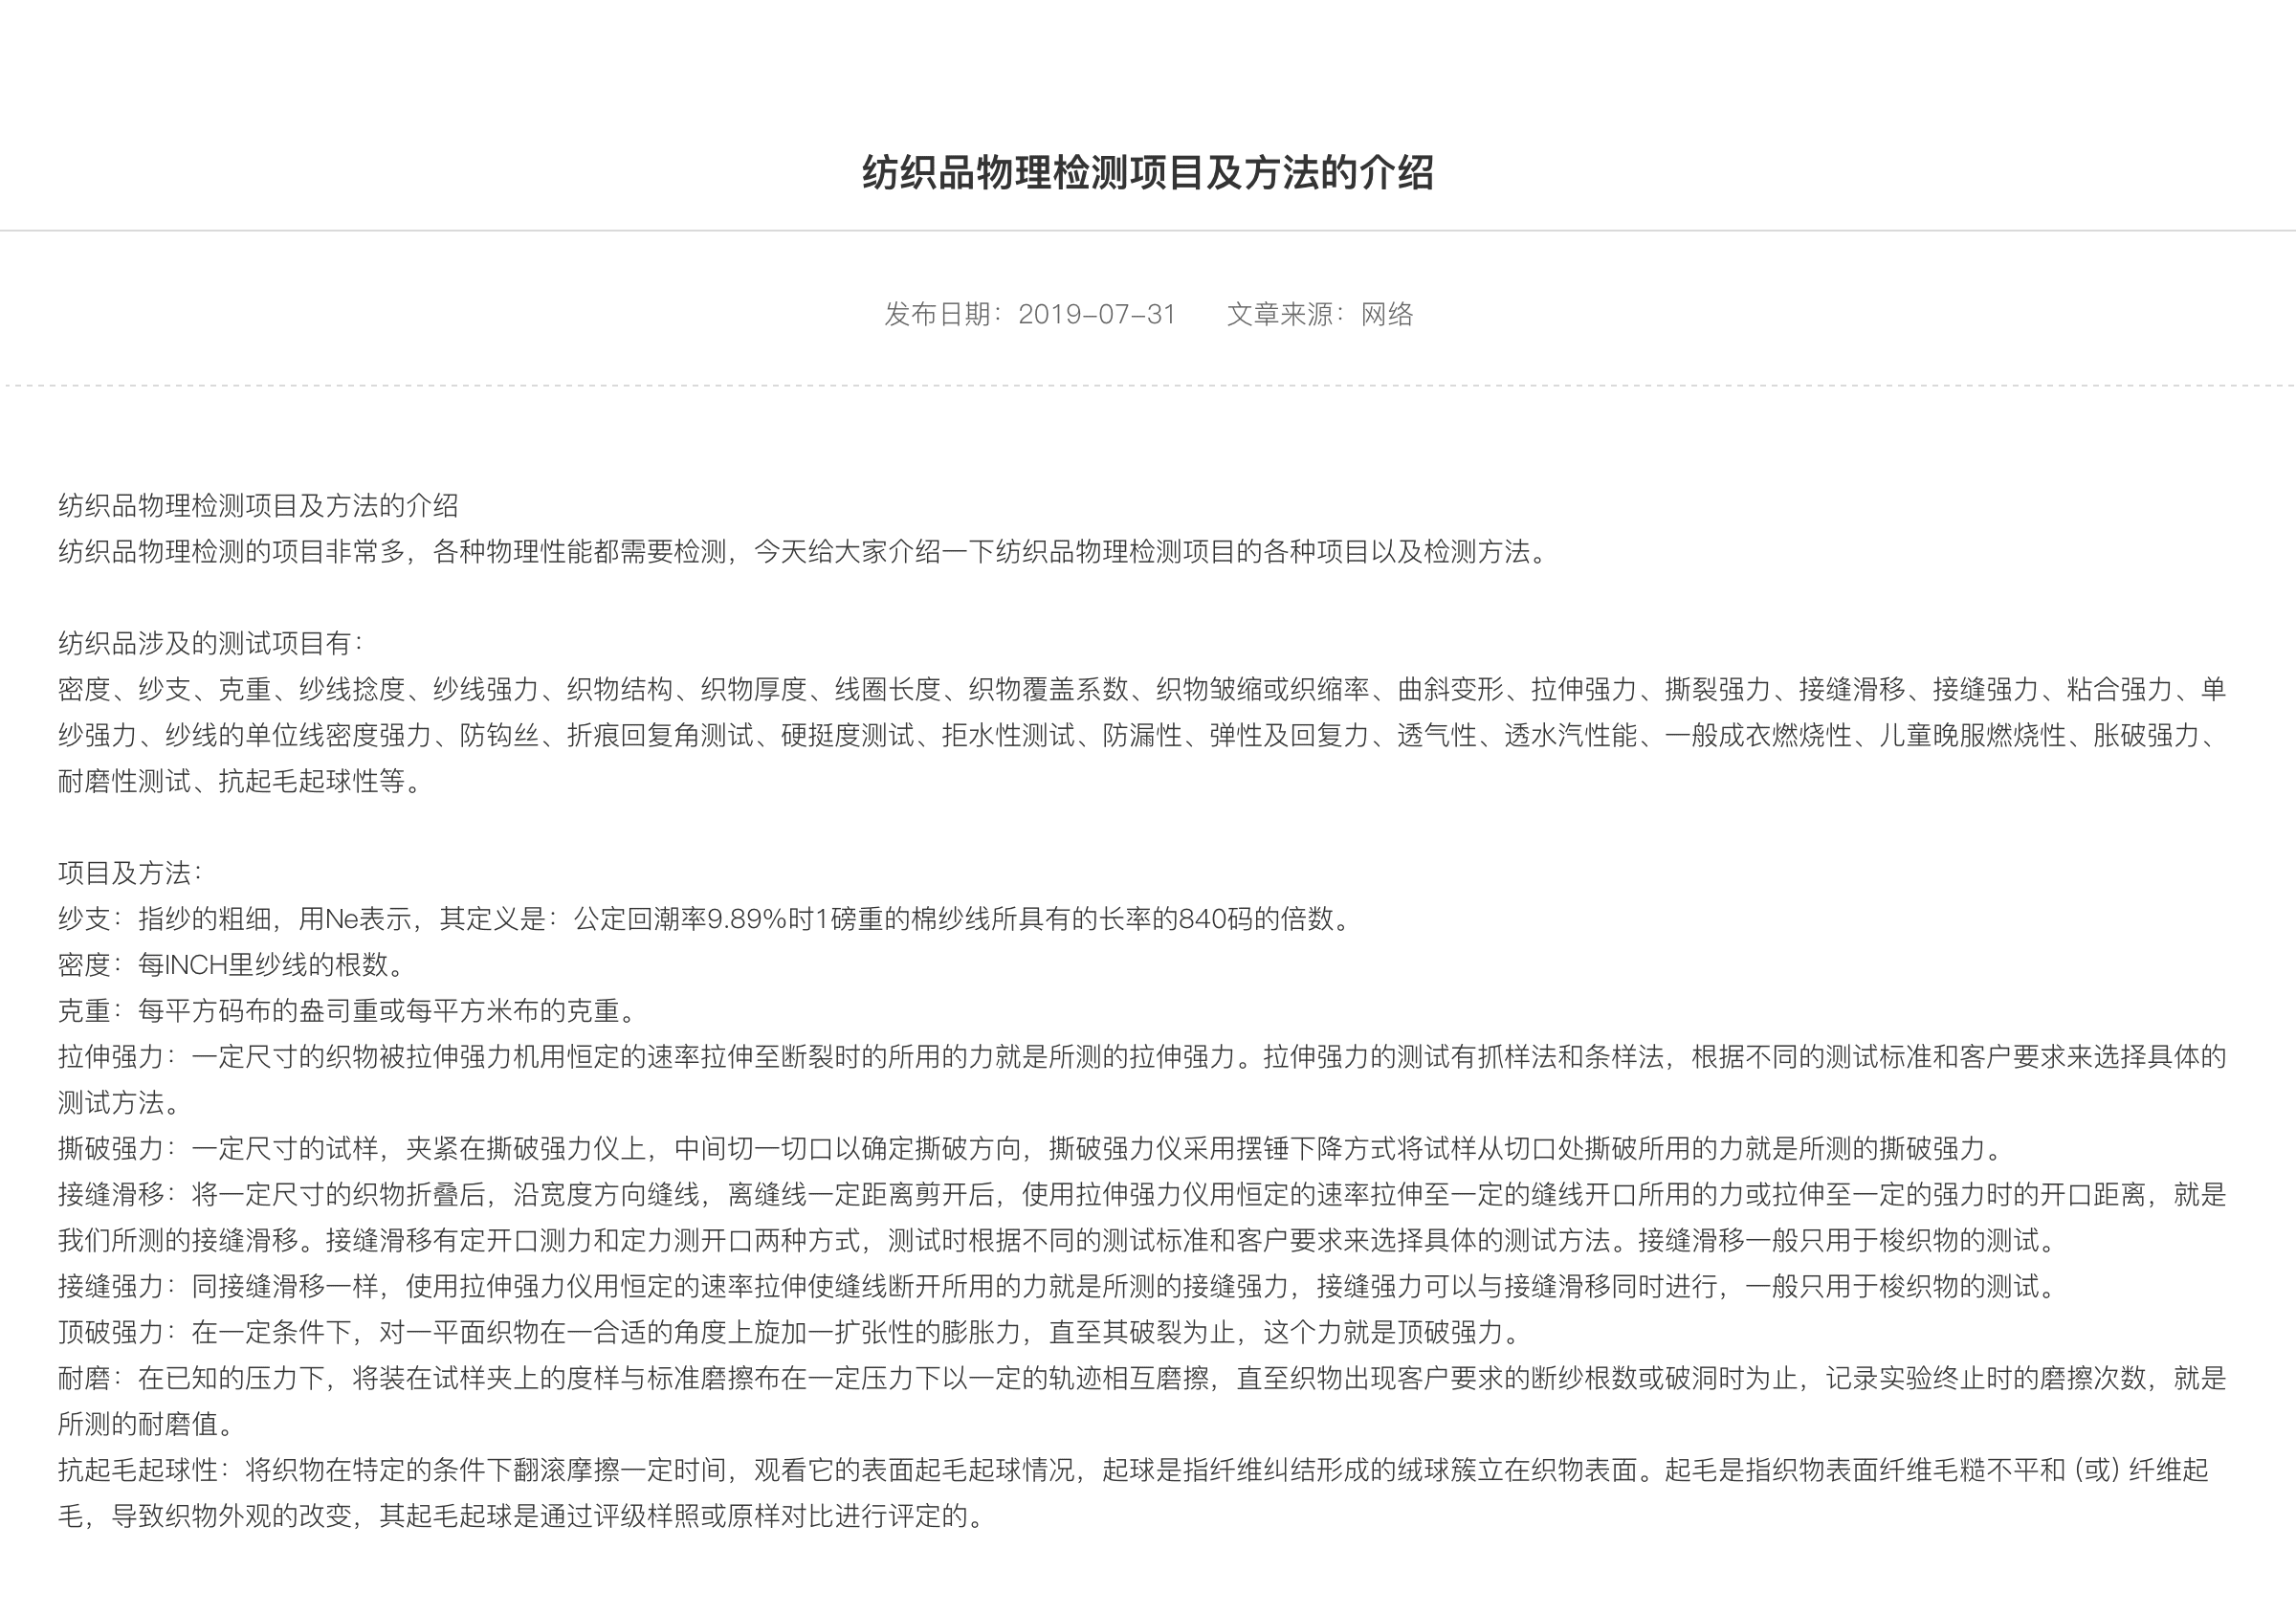 纺织品物理检测项目及方法的介绍
发布日期：2019-07-31 文章来源：网络
纺织品物理检测项目及方法的介绍
纺织品物理检测的项目非常多，各种物理性能都需要检测，今天给大家介绍一下纺织品物理检测项目的各种项目以及检测方法。
纺织品涉及的测试项目有：
密度、纱支、克重、纱线捻度、纱线强力、织物结构、织物厚度、线圈长度、织物覆盖系数、织物皱缩或织缩率、曲斜变形、拉伸强力、撕裂强力、接缝滑移、接缝强力、粘合强力、单
纱强力、纱线的单位线密度强力、防钩丝、折痕回复角测试、硬挺度测试、拒水性测试、防漏性、弹性及回复力、透气性、透水汽性能、一般成衣燃烧性、儿童晚服燃烧性、胀破强力、
耐磨性测试、抗起毛起球性等。
项目及方法：
纱支：指纱的粗细，用Ne表示，其定义是：公定回潮率9.89%时1磅重的棉纱线所具有的长率的840码的倍数。
密度：每INCH里纱线的根数。
克重：每平方码布的盎司重或每平方米布的克重。
拉伸强力：一定尺寸的织物被拉伸强力机用恒定的速率拉伸至断裂时的所用的力就是所测的拉伸强力。拉伸强力的测试有抓样法和条样法，根据不同的测试标准和客户要求来选择具体的
测试方法。
撕破强力：一定尺寸的试样，夹紧在撕破强力仪上，中间切一切口以确定撕破方向，撕破强力仪采用摆锤下降方式将试样从切口处撕破所用的力就是所测的撕破强力。
接缝滑移：将一定尺寸的织物折叠后，沿宽度方向缝线，离缝线一定距离剪开后，使用拉伸强力仪用恒定的速率拉伸至一定的缝线开口所用的力或拉伸至一定的强力时的开口距离，就是
我们所测的接缝滑移。接缝滑移有定开口测力和定力测开口两种方式，测试时根据不同的测试标准和客户要求来选择具体的测试方法。接缝滑移一般只用于梭织物的测试。
接缝强力：同接缝滑移一样，使用拉伸强力仪用恒定的速率拉伸使缝线断开所用的力就是所测的接缝强力，接缝强力可以与接缝滑移同时进行，一般只用于梭织物的测试。
顶破强力：在一定条件下，对一平面织物在一合适的角度上旋加一扩张性的膨胀力，直至其破裂为止，这个力就是顶破强力。
耐磨：在已知的压力下，将装在试样夹上的度样与标准磨擦布在一定压力下以一定的轨迹相互磨擦，直至织物出现客户要求的断纱根数或破洞时为止，记录实验终止时的磨擦次数，就是
所测的耐磨值。
抗起毛起球性：将织物在特定的条件下翻滚摩擦一定时间，观看它的表面起毛起球情况，起球是指纤维纠结形成的绒球簇立在织物表面。起毛是指织物表面纤维毛糙不平和（或）纤维起
毛，导致织物外观的改变，其起毛起球是通过评级样照或原样对比进行评定的。